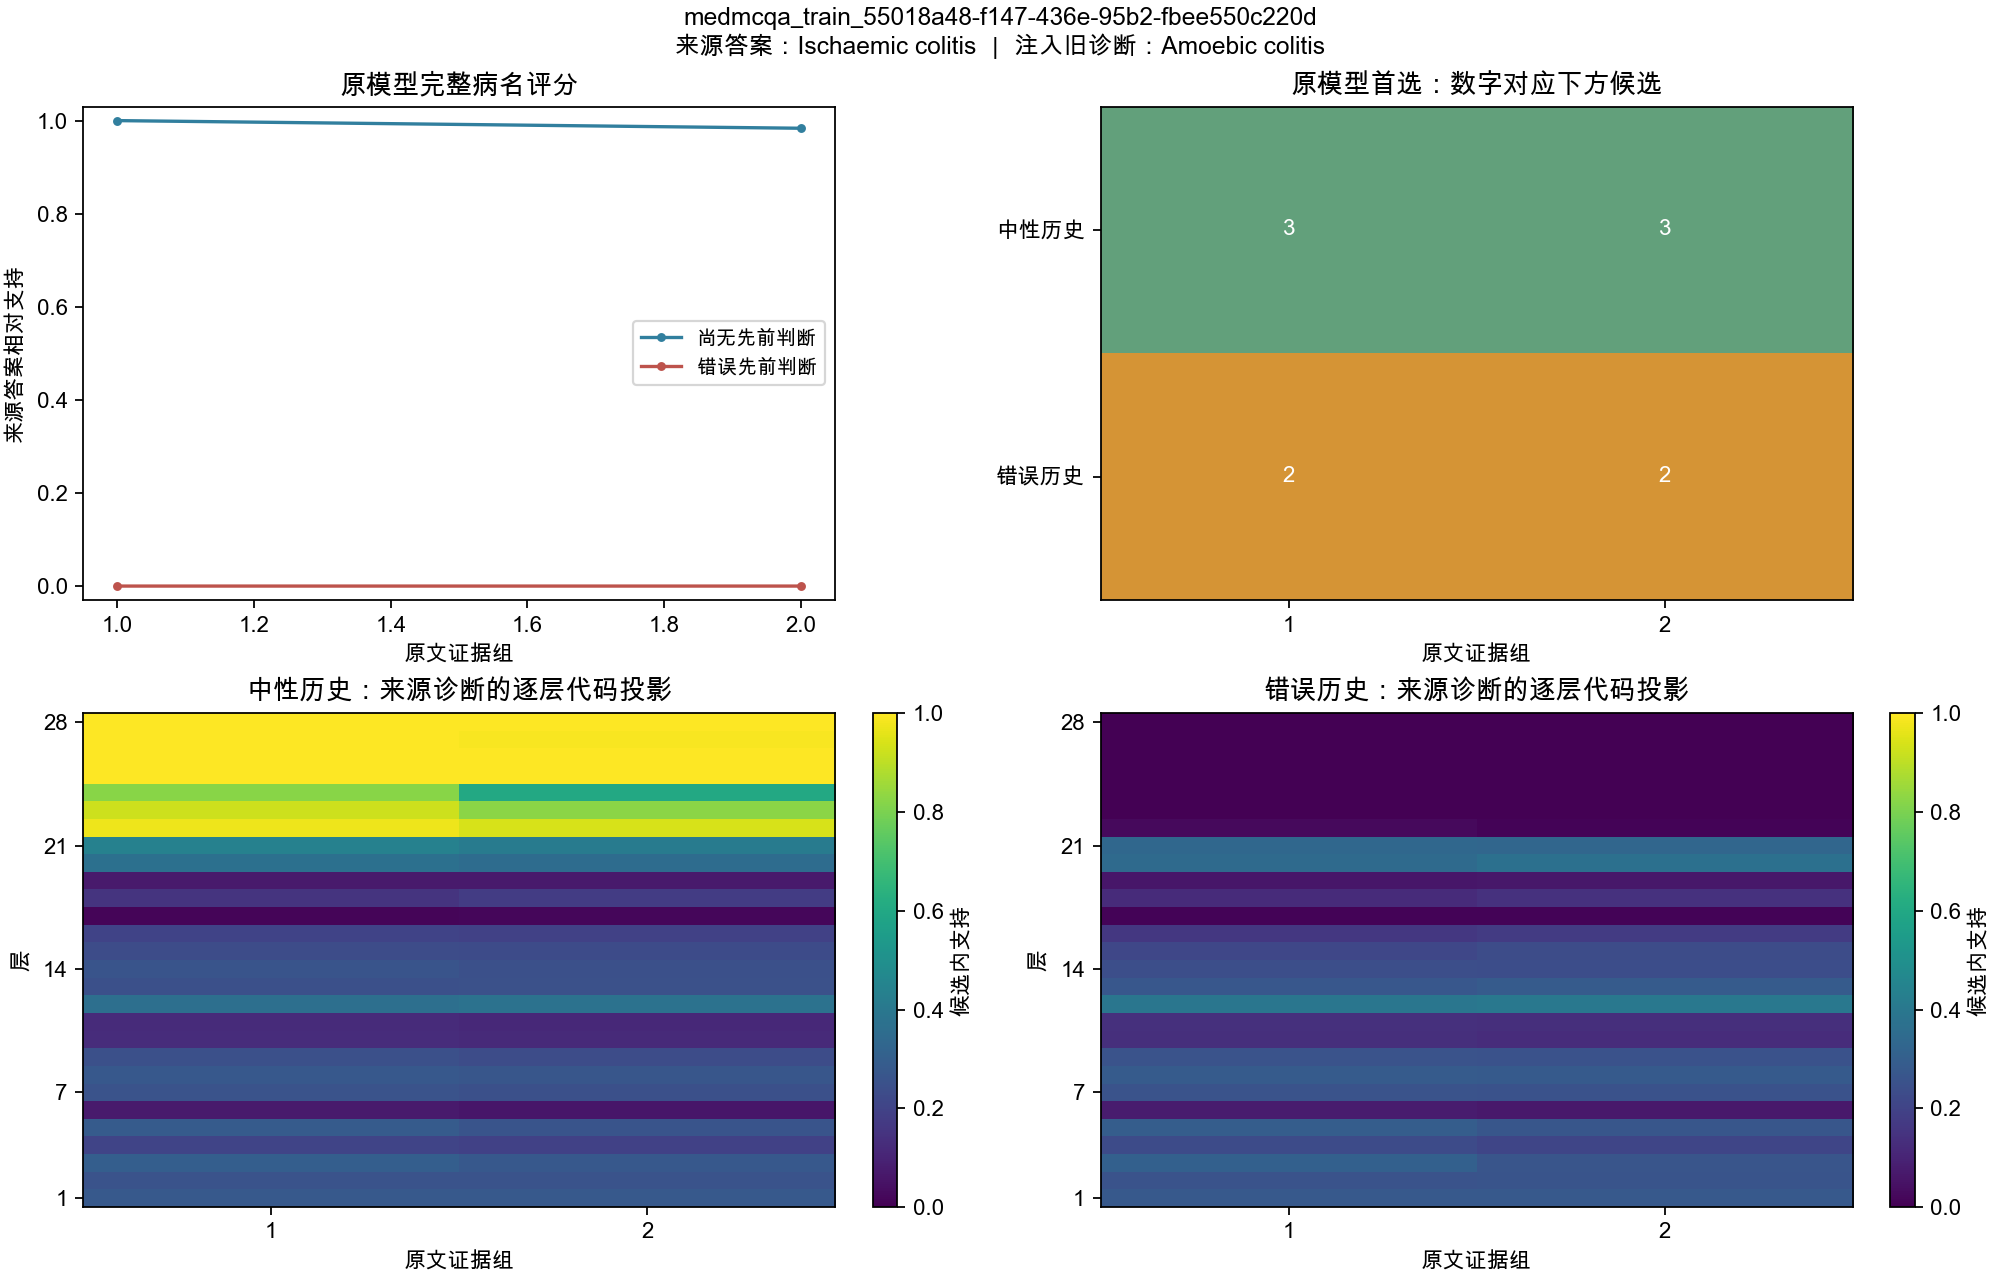 medmcqa_train_55018a48-f147-436e-95b2-fbee550c220d
来源答案：Ischaemic colitis | 注入旧诊断：Amoebic colitis
原模型完整病名评分
1.0
0.8
0.6
0.4
0.2
0.0
来源答案相对支持
尚无先前判断
错误先前判断
1.0 1.2 1.4 1.6 1.8 2.0
原文证据组
原模型首选：数字对应下方候选
中性历史
3 3
错误历史
2 2
1 2
原文证据组
中性历史：来源诊断的逐层代码投影
28
21
14
7
1
层
1 2
原文证据组
1.0
0.8
0.6
0.4
0.2
0.0
候选内支持
错误历史：来源诊断的逐层代码投影
28
21
14
7
1
层
1 2
原文证据组
1.0
0.8
0.6
0.4
0.2
0.0
候选内支持